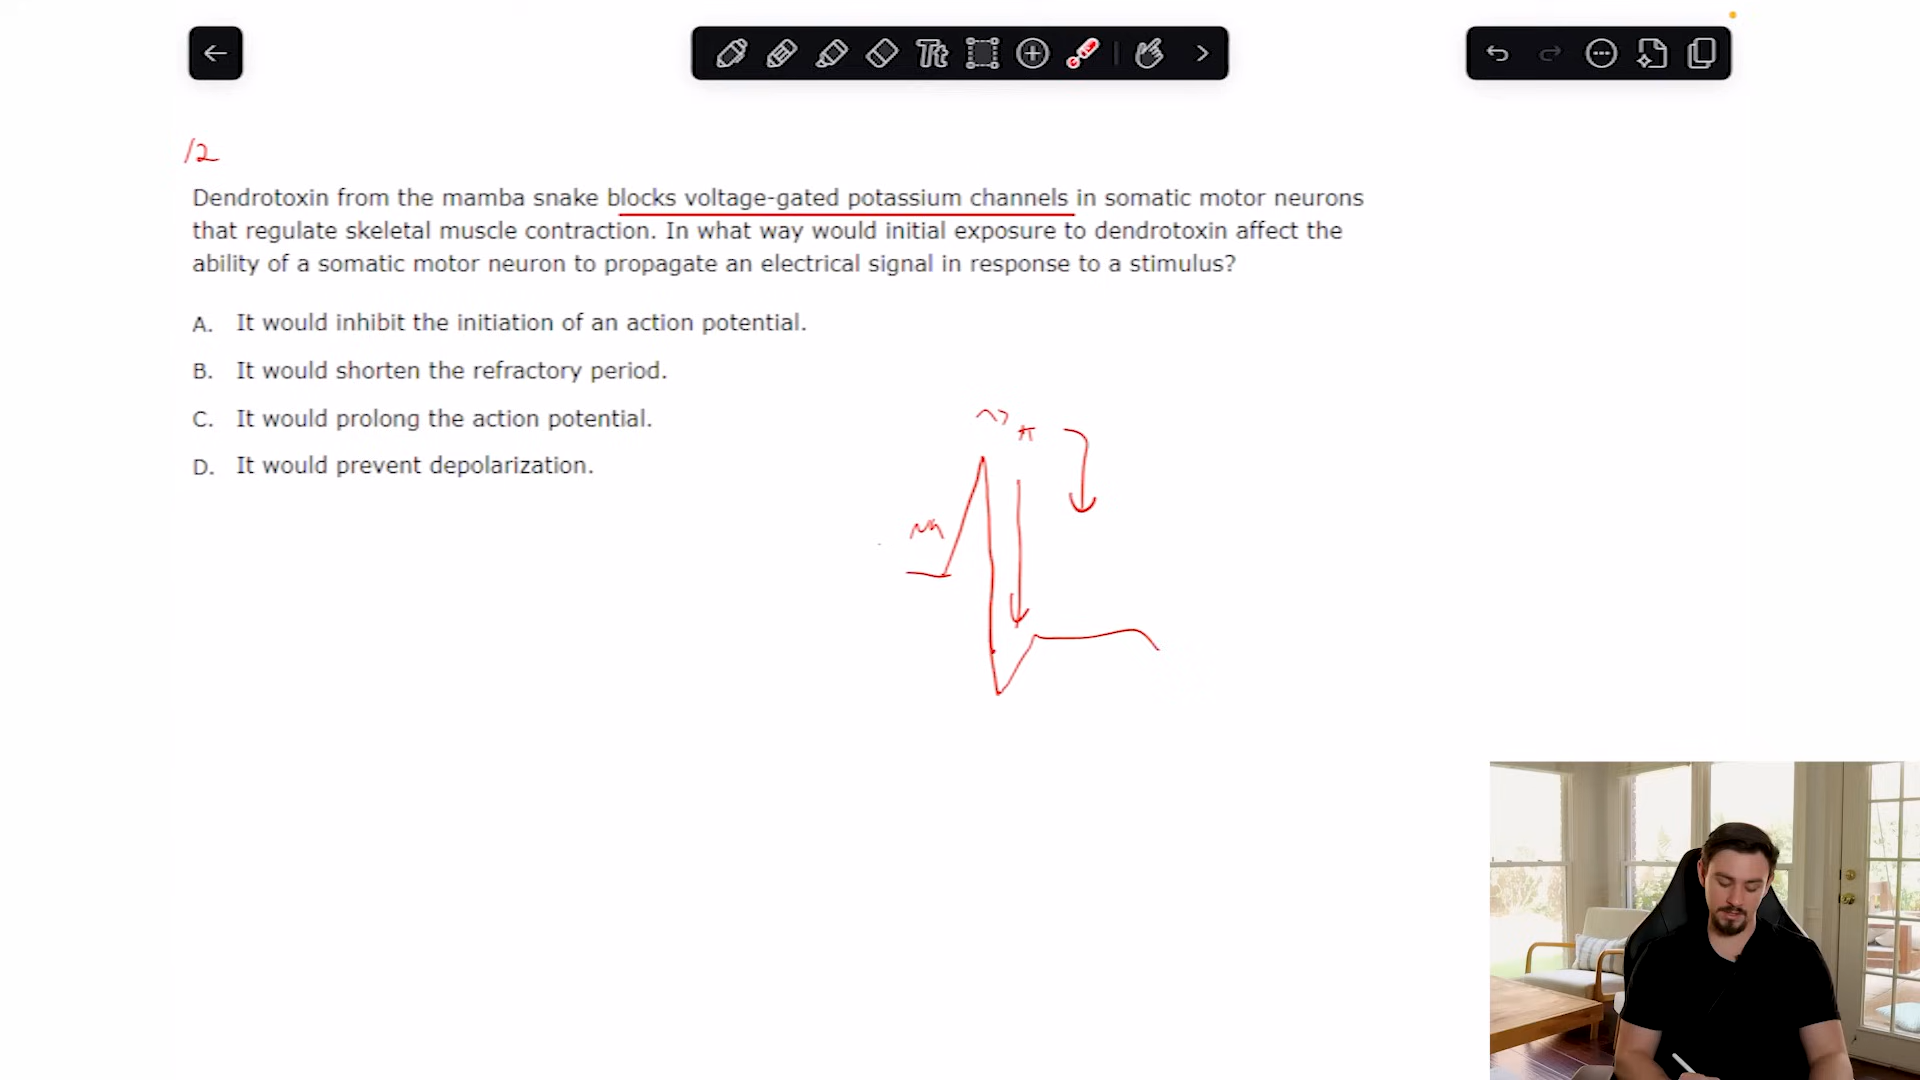 12
Dendrotoxin from the mamba snake blocks voltage-gated potassium channels in somatic motor neurons
that regulate skeletal muscle contraction. In what way would initial exposure to dendrotoxin affect the
ability of a somatic motor neuron to propagate an electrical signal in response to a stimulus?
A. It would inhibit the initiation of an action potential.
B. It would shorten the refractory period.
C. It would prolong the action potential.
D. It would prevent depolarization.